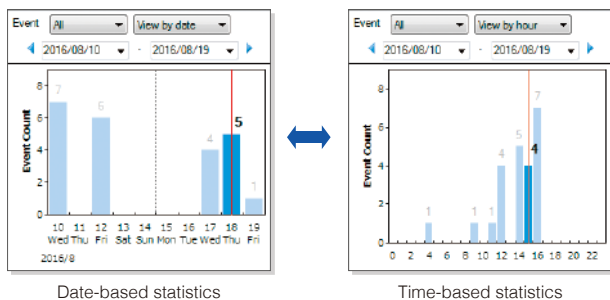 Event All View by date
2016/08/10 - 2016/08/19
Event Count
8
6
4
2
0
7
6
4
5
1
10 11 12 13 14 15 16 17 18 19
Wed Thu Fri Sat Sun Mon Tue Wed Thu Fri
2016/8
Date-based statistics
Event All View by hour
2016/08/10 - 2016/08/19
Event Count
8
6
4
2
0
1
1
1
4
5
4
7
0 2 4 6 8 10 12 14 16 18 20 22
Time-based statistics